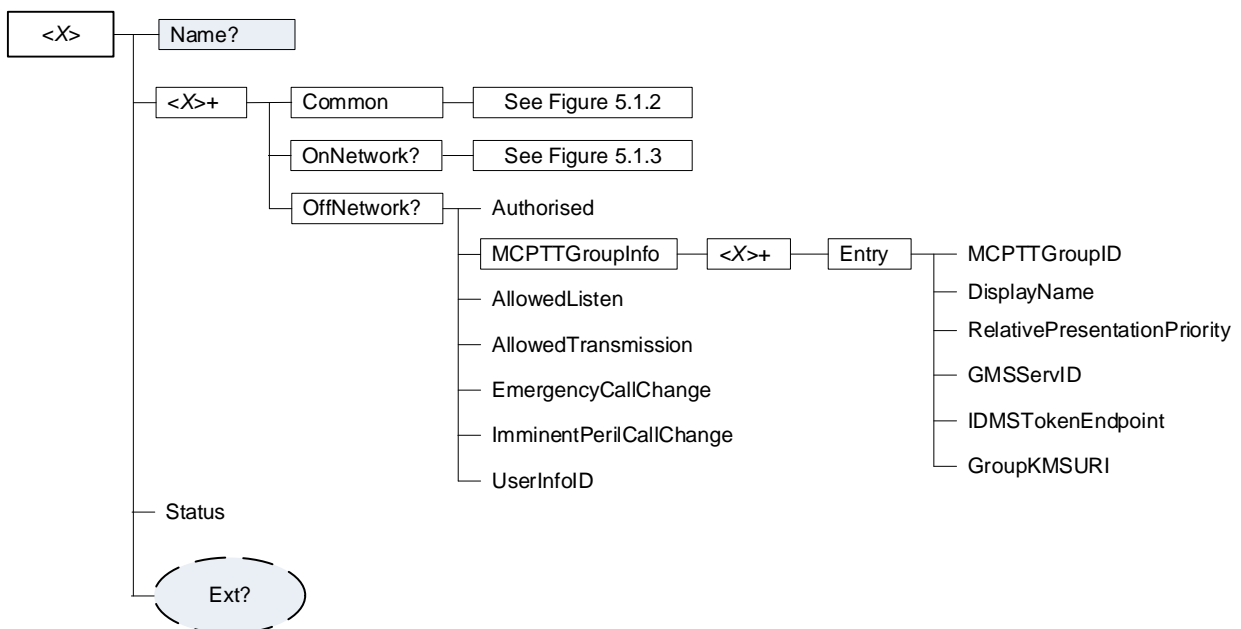 <X>
Name?
<X>+
Common
See Figure 5.1.2
OnNetwork?
See Figure 5.1.3
OffNetwork?
Authorised
MCPTTGroupInfo
<X>+
Entry
MCPTTGroupID
DisplayName
RelativePresentationPriority
GMSServID
IDMSTokenEndpoint
GroupKMSURI
AllowedListen
AllowedTransmission
EmergencyCallChange
ImminentPerilCallChange
UserInfoID
Status
Ext?